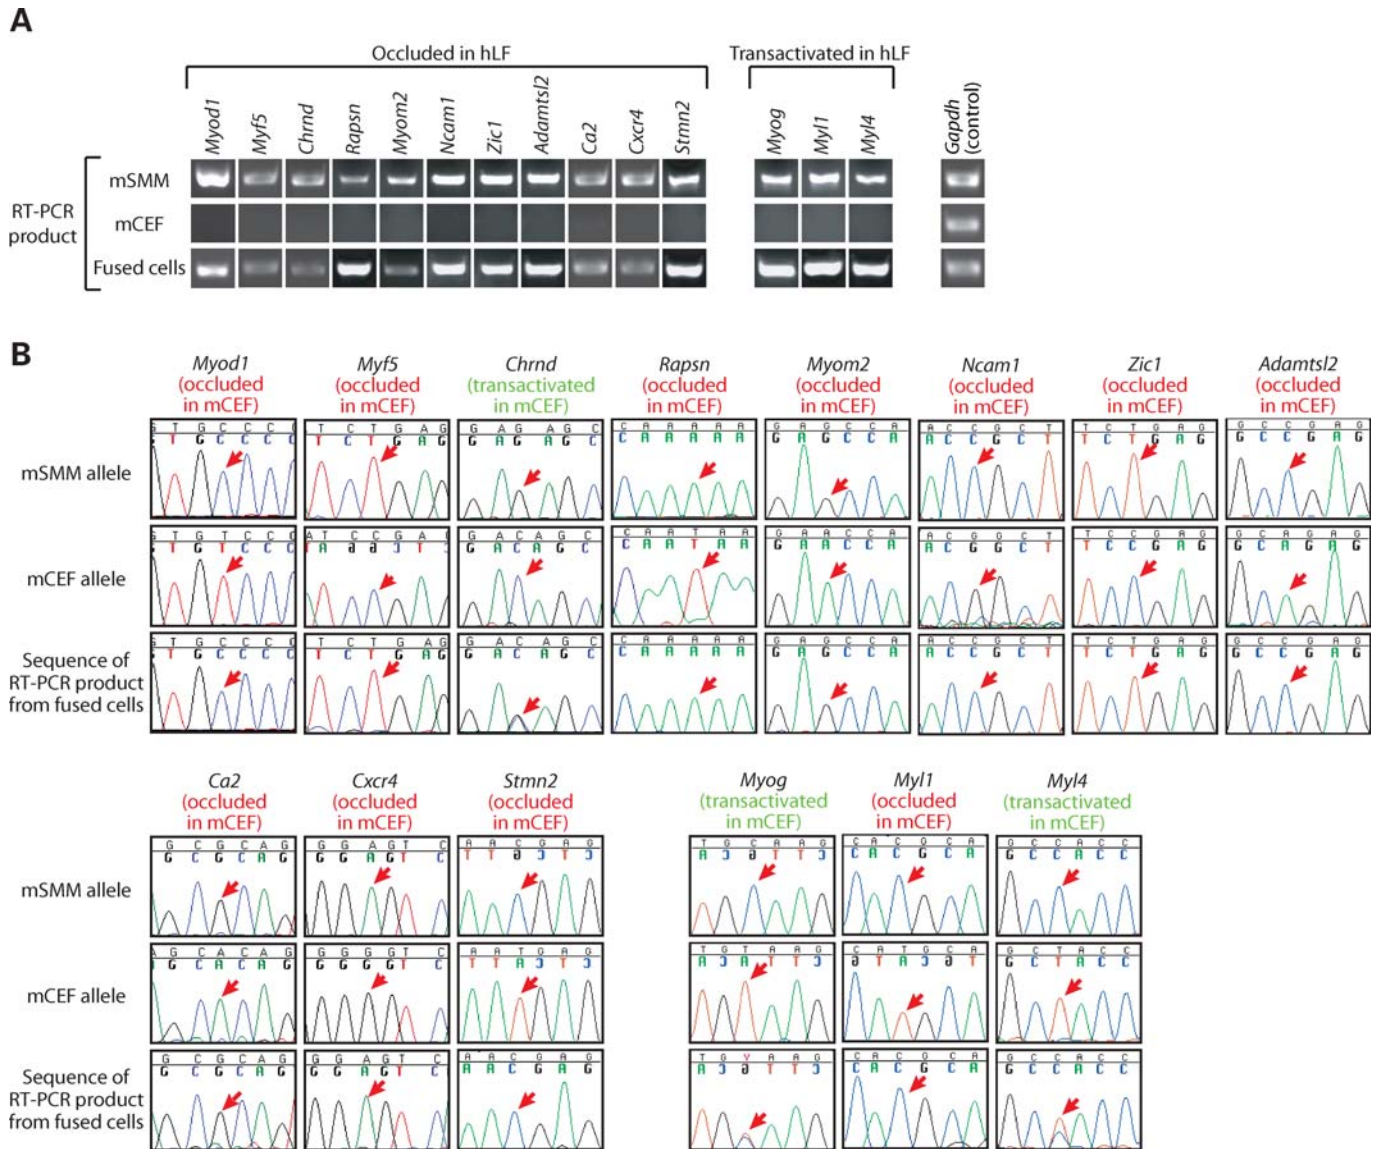 A
Occluded in hLF
Transactivated in hLF
Myod1
Myf5
Chrnd
Rapsn
Myom2
Ncam1
Zic1
Adamtsl2
Ca2
Cxcr4
Stmn2
Myog
Myl1
Myl4
Gapdh
(control)
RT-PCR
product
mSMM
mCEF
Fused cells
B
Myod1
(occluded
in mCEF)
Myf5
(occluded
in mCEF)
Chrnd
(transactivated
in mCEF)
Rapsn
(occluded
in mCEF)
Myom2
(occluded
in mCEF)
Ncam1
(occluded
in mCEF)
Zic1
(occluded
in mCEF)
Adamtsl2
(occluded
in mCEF)
mSMM allele
T G C C C
T G C C C
T C T G A G
T C T G A G
G A G A G C
G A G A G C
C A A A A A
C A A A A A
G A G C C A
G A G C C A
A C C G C T
A C C G C T
T C T G A G
T C T G A G
G C C G A G
G C C G A G
mCEF allele
T G T C C C
T G T C C C
G A C A G C
G A C A G C
C A A T A A
C A A T A A
G A A C C A
G A A C C A
A C G G C T
A C G G C T
T C C G A G
T C C G A G
G C A G A G
G C A G A G
Sequence of
RT-PCR product
from fused cells
T G C C C
T G C C C
T C T G A G
T C T G A G
G A C A G C
G A C A G C
C A A A A A
C A A A A A
G A G C C A
G A G C C A
A C C G C T
A C C G C T
T C T G A G
T C T G A G
G C C G A G
G C C G A G
Ca2
(occluded
in mCEF)
Cxcr4
(occluded
in mCEF)
Stmn2
(occluded
in mCEF)
Myog
(transactivated
in mCEF)
Myl1
(occluded
in mCEF)
Myl4
(transactivated
in mCEF)
mSMM allele
G C G C A G
G C G C A G
G G A G T C
G G A G T C
A A C G A G
T G C A A G
C A C G C A
C A C G C A
G C C A C C
G C C A C C
mCEF allele
G C A C A G
G C A C A G
G G G G T C
G G G G T C
A A T G A G
T G T A A G
C A T G C A
G C T A C C
G C T A C C
Sequence of
RT-PCR product
from fused cells
G C G C A G
G C G C A G
G G A G T C
G G A G T C
A A C G A G
A A C G A G
T G Y A A G
C A C G C A
C A C G C A
G C C A C C
G C C A C C